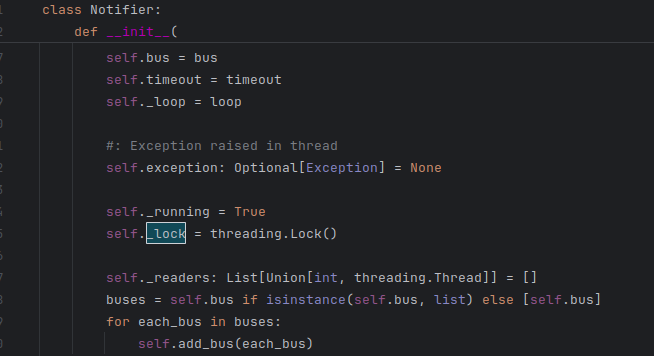 class Notifier:
def __init__(
self.bus = bus
self.timeout = timeout
self._loop = loop
#: Exception raised in thread
self.exception: Optional[Exception] = None
self._running = True
self._lock = threading.Lock()
self._readers: List[Union[int, threading.Thread]] = []
buses = self.bus if isinstance(self.bus, list) else [self.bus]
for each_bus in buses:
self.add_bus(each_bus)